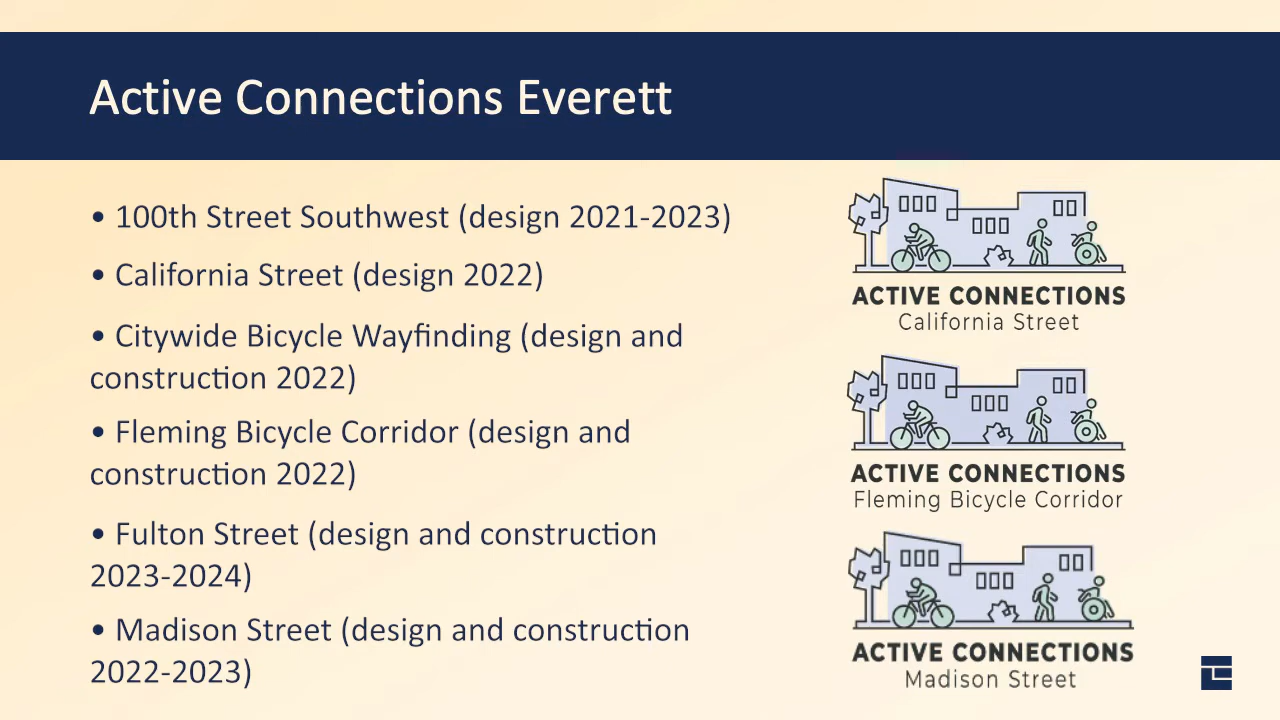 Active Connections Everett
• 100th Street Southwest (design 2021-2023)
• California Street (design 2022)
• Citywide Bicycle Wayfinding (design and
construction 2022)
• Fleming Bicycle Corridor (design and
construction 2022)
• Fulton Street (design and construction
2023-2024)
• Madison Street (design and construction
2022-2023)
ACTIVE CONNECTIONS
California Street
ACTIVE CONNECTIONS
Fleming Bicycle Corridor
ACTIVE CONNECTIONS
Madison Street